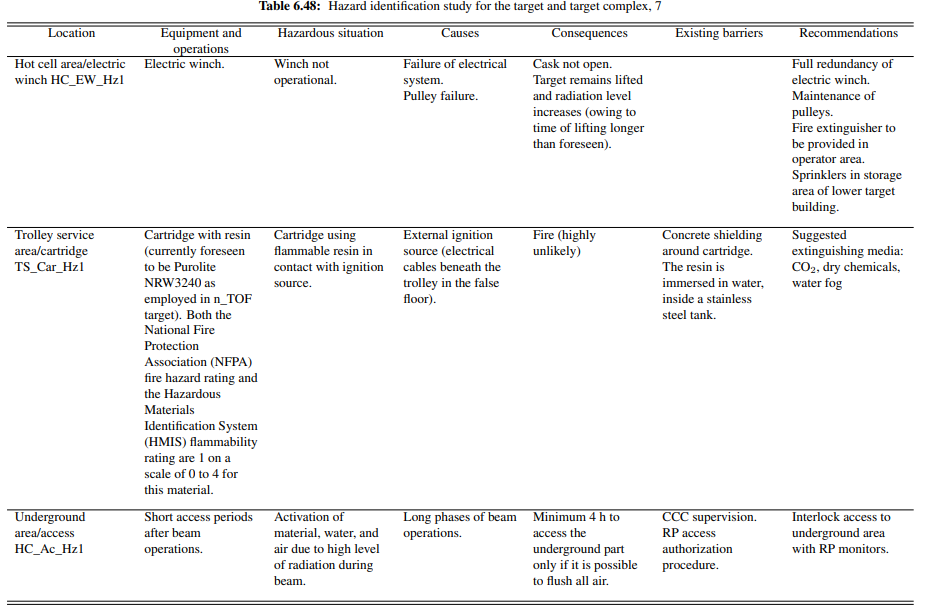 Table 6.48: Hazard identification study for the target and target complex, 7
Location
Equipment and
operations
Hazardous situation
Causes
Consequences
Existing barriers
Recommendations
Hot cell area/electric
winch HC_EW_Hz1
Electric winch.
Winch not
operational.
Failure of electrical
system.
Pulley failure.
Cask not open.
Target remains lifted
and radiation level
increases (owing to
time of lifting longer
than foreseen).
Full redundancy of
electric winch.
Maintenance of
pulleys.
Fire extinguisher to
be provided in
operator area.
Sprinklers in storage
area of lower target
building.
Trolley service
area/cartridge
TS_Car_Hz1
Cartridge with resin
(currently foreseen
to be Purolite
NRW3240 as
employed in n_TOF
target). Both the
National Fire
Protection
Association (NFPA)
fire hazard rating and
the Hazardous
Materials
Identification System
(HMIS) flammability
rating are 1 on a
scale of 0 to 4 for
this material.
Cartridge using
flammable resin in
contact with ignition
source.
External ignition
source (electrical
cables beneath the
trolley in the false
floor).
Fire (highly
unlikely)
Concrete shielding
around cartridge.
The resin is
immersed in water,
inside a stainless
steel tank.
Suggested
extinguishing media:
CO₂, dry chemicals,
water fog
Underground
area/access
HC_Ac_Hz1
Short access periods
after beam
operations.
Activation of
material, water, and
air due to high level
of radiation during
beam.
Long phases of beam
operations.
Minimum 4 h to
access the
underground part
only if it is possible
to flush all air.
CCC supervision.
RP access
authorization
procedure.
Interlock access to
underground area
with RP monitors.